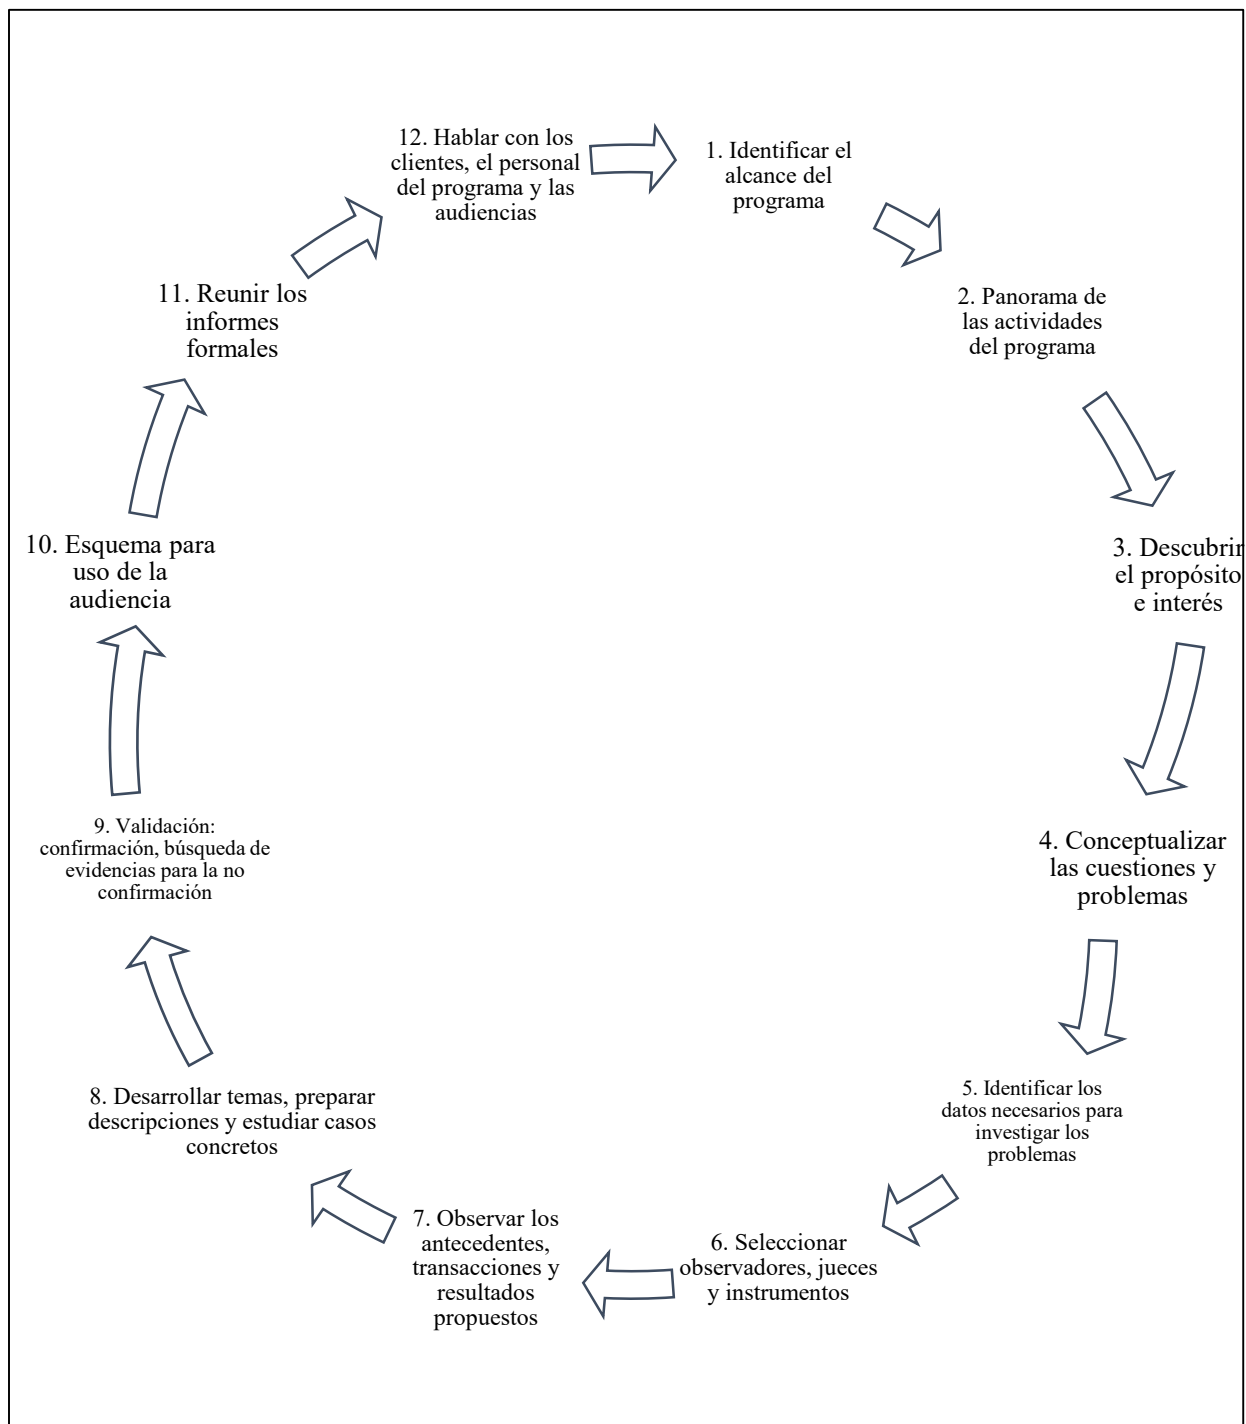 12. Hablar con los
clientes, el personal
del programa y las
audiencias
1. Identificar el
alcance del
programa
2. Panorama de
las actividades
del programa
3. Descubrir
el propósito
e interés
4. Conceptualizar
las cuestiones y
problemas
5. Identificar los
datos necesarios para
investigar los
problemas
6. Seleccionar
observadores, jueces
y instrumentos
7. Observar los
antecedentes,
transacciones y
resultados
propuestos
8. Desarrollar temas, preparar
descripciones y estudiar casos
concretos
9. Validación:
confirmación, búsqueda de
evidencias para la no
confirmación
10. Esquema para
uso de la
audiencia
11. Reunir los
informes
formales